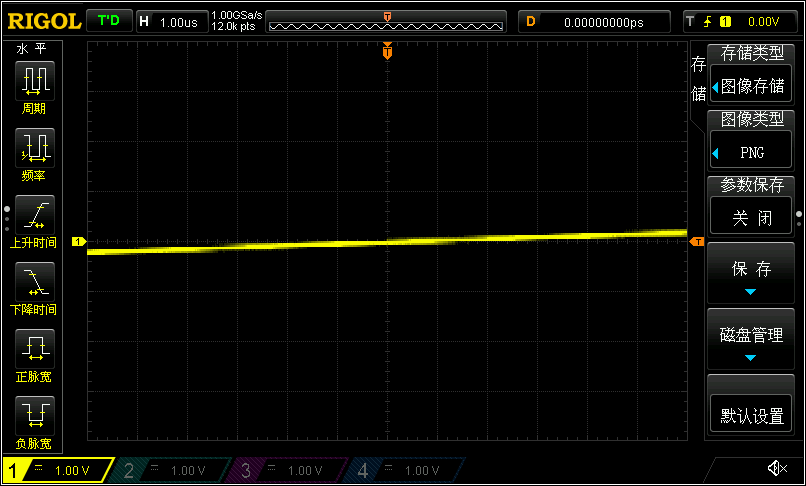 RIGOL T'D H 1.00us 1.00GSa/s D 0.00000000ps T 1 0.00V
12.0k pts
T
水 平
周期
频率
上升时间
下降时间
正脉宽
负脉宽
T
1
T
存储
存储类型
图像存储
图像类型
PNG
参数保存
关 闭
保 存
磁盘管理
默认设置
1 1.00 V 2 1.00 V 3 1.00 V 4 1.00 V